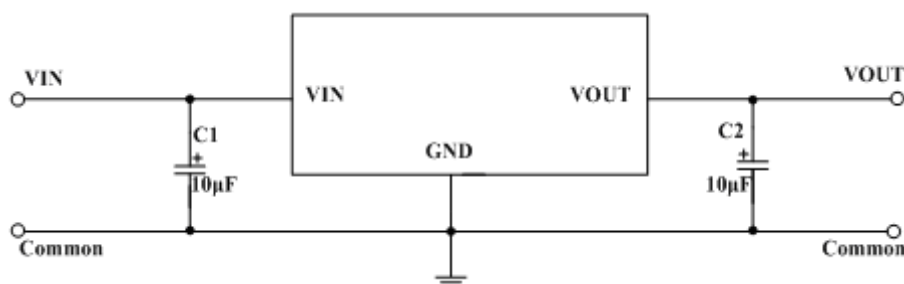 VIN
VOUT
VIN
VOUT
C1
+
10μF
GND
C2
+
10μF
Common
Common